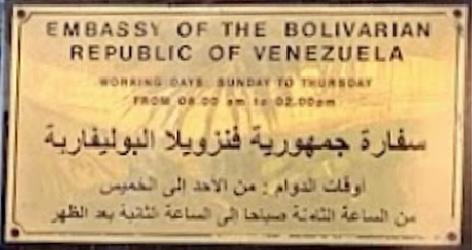 EMBASSY OF THE BOLIVARIAN
REPUBLIC OF VENEZUELA
WORKING DAYS: SUNDAY TO THURSDAY
FROM 08.00 am to 02.00pm
سفارة جمهورية فنزويلا البوليفارية
اوقات الدوام : من الاحد الى الخميس
من الساعة الثامنة صباحا الى الساعة الثانية بعد الظهر